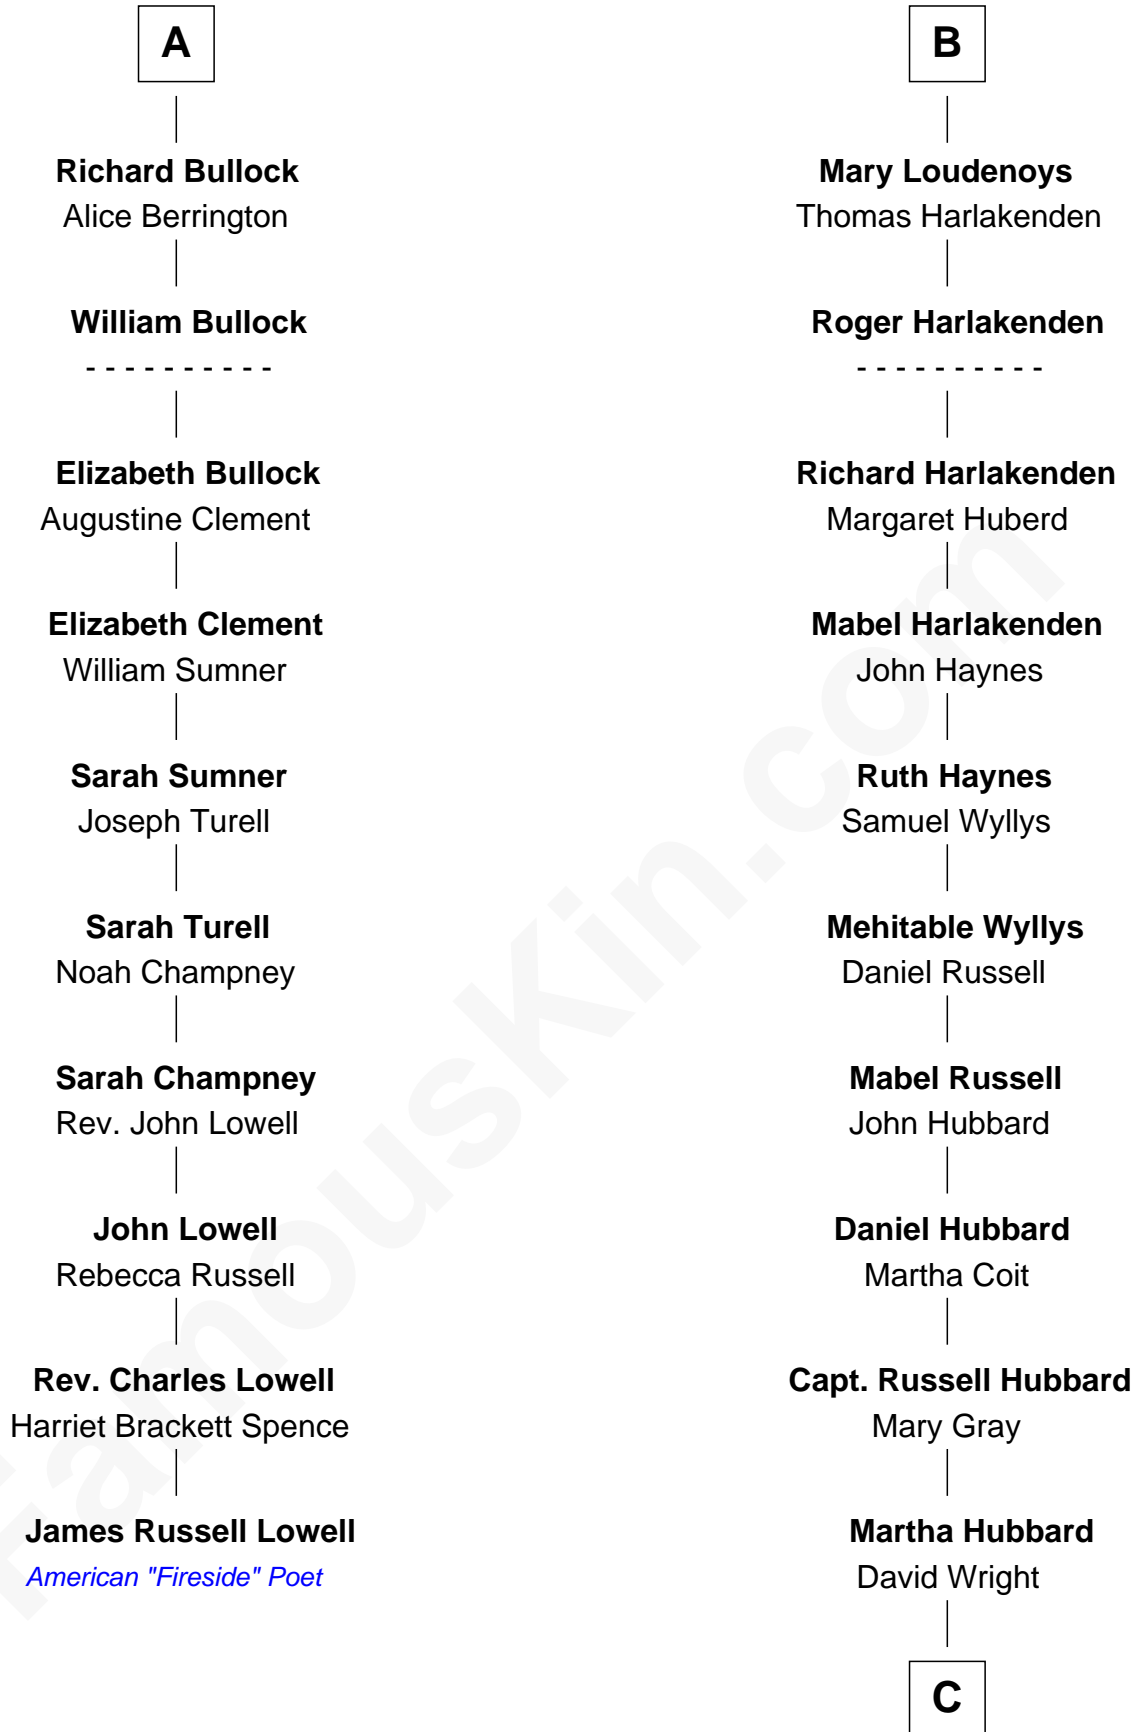 A
Richard Bullock
Alice Berrington
William Bullock
- - - - - - - - - -
Elizabeth Bullock
Augustine Clement
Elizabeth Clement
William Sumner
Sarah Sumner
Joseph Turell
Sarah Turell
Noah Champney
Sarah Champney
Rev. John Lowell
John Lowell
Rebecca Russell
Rev. Charles Lowell
Harriet Brackett Spence
James Russell Lowell
American "Fireside" Poet
B
Mary Loudenoys
Thomas Harlakenden
Roger Harlakenden
- - - - - - - - - -
Richard Harlakenden
Margaret Huberd
Mabel Harlakenden
John Haynes
Ruth Haynes
Samuel Wyllys
Mehitable Wyllys
Daniel Russell
Mabel Russell
John Hubbard
Daniel Hubbard
Martha Coit
Capt. Russell Hubbard
Mary Gray
Martha Hubbard
David Wright
C
FamousKin.com